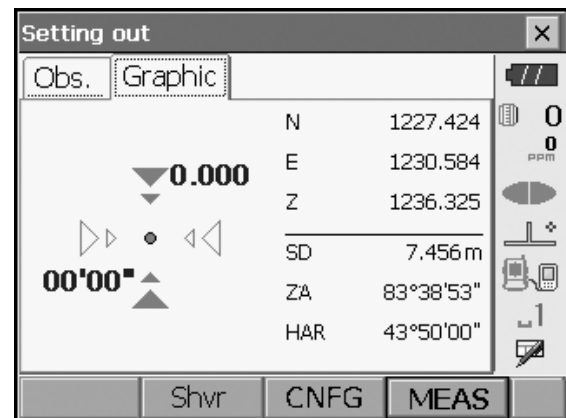 Setting out
Obs. Graphic
0.000
00'00"
N 1227.424
E 1230.584
Z 1236.325
SD 7.456 m
ZA 83°38'53"
HAR 43°50'00"
0
0
PPM
1
Shvr CNFG MEAS